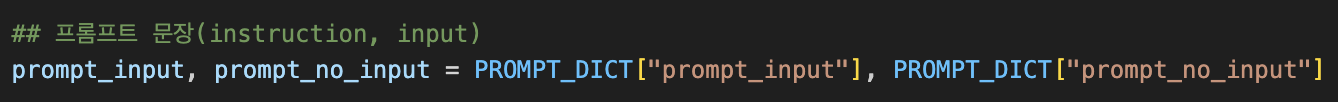 ## 프롬프트 문장(instruction, input)
prompt_input, prompt_no_input = PROMPT_DICT["prompt_input"], PROMPT_DICT["prompt_no_input"]